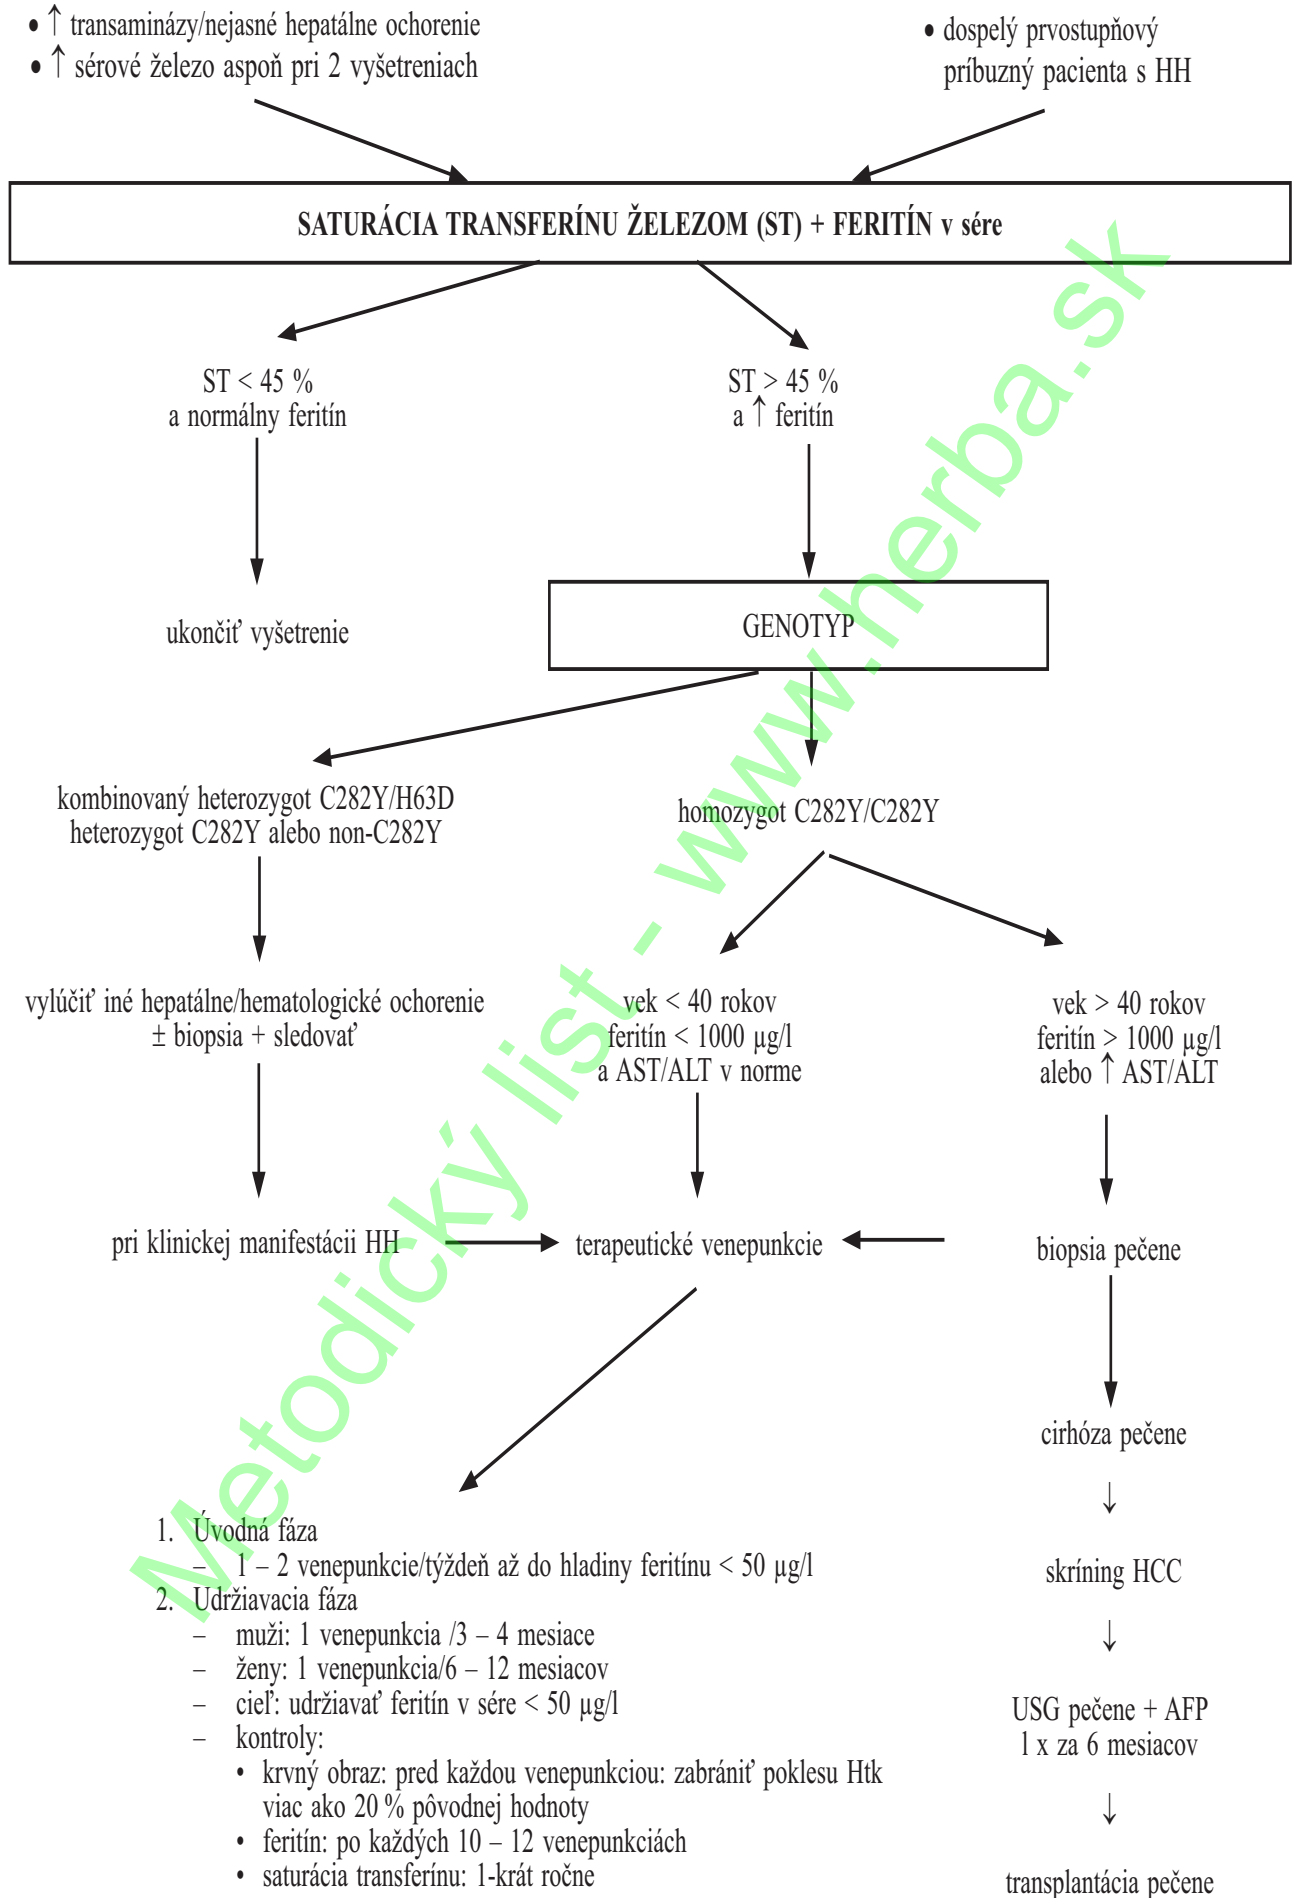 • ↑ transaminázy/nejasné hepatálne ochorenie
• ↑ sérové železo aspoň pri 2 vyšetreniach
• dospelý prvostupňový
príbuzný pacienta s HH
SATURÁCIA TRANSFERÍNU ŽELEZOM (ST) + FERITÍN v sére
ST < 45 %
a normálny feritín
ST > 45 %
a ↑ feritín
ukončiť vyšetrenie
GENOTYP
kombinovaný heterozygot C282Y/H63D
heterozygot C282Y alebo non-C282Y
homozygot C282Y/C282Y
vylúčiť iné hepatálne/hematologické ochorenie
± biopsia + sledovať
vek < 40 rokov
feritín < 1000 µg/l
a AST/ALT v norme
vek > 40 rokov
feritín > 1000 µg/l
alebo ↑ AST/ALT
pri klinickej manifestácii HH
terapeutické venepunkcie
biopsia pečene
cirhóza pečene
↓
skríning HCC
↓
USG pečene + AFP
1 x za 6 mesiacov
↓
transplantácia pečene
1. Úvodná fáza
– 1 – 2 venepunkcie/týždeň až do hladiny feritínu < 50 µg/l
2. Udržiavacia fáza
– muži: 1 venepunkcia /3 – 4 mesiace
– ženy: 1 venepunkcia/6 – 12 mesiacov
– cieľ: udržiavať feritín v sére < 50 µg/l
– kontroly:
• krvný obraz: pred každou venepunkciou: zabrániť poklesu Htk
viac ako 20 % pôvodnej hodnoty
• feritín: po každých 10 – 12 venepunkciách
• saturácia transferínu: 1-krát ročne
Metodický list - www.herba.sk